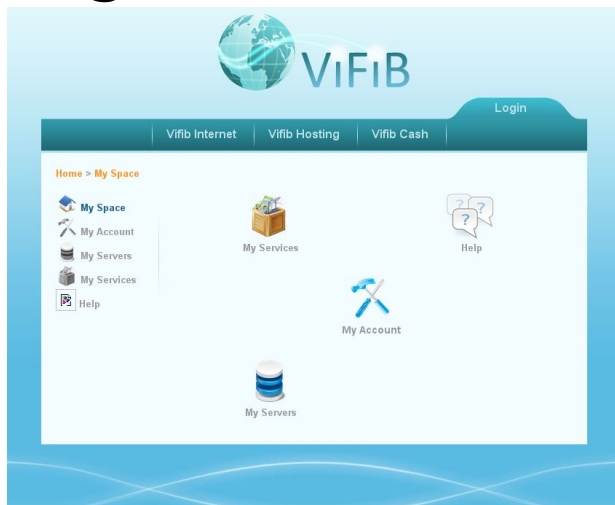 ViFiB
Login
Vifib Internet
Vifib Hosting
Vifib Cash
Home > My Space
My Space
My Account
My Servers
My Services
Help
My Services
Help
My Account
My Servers